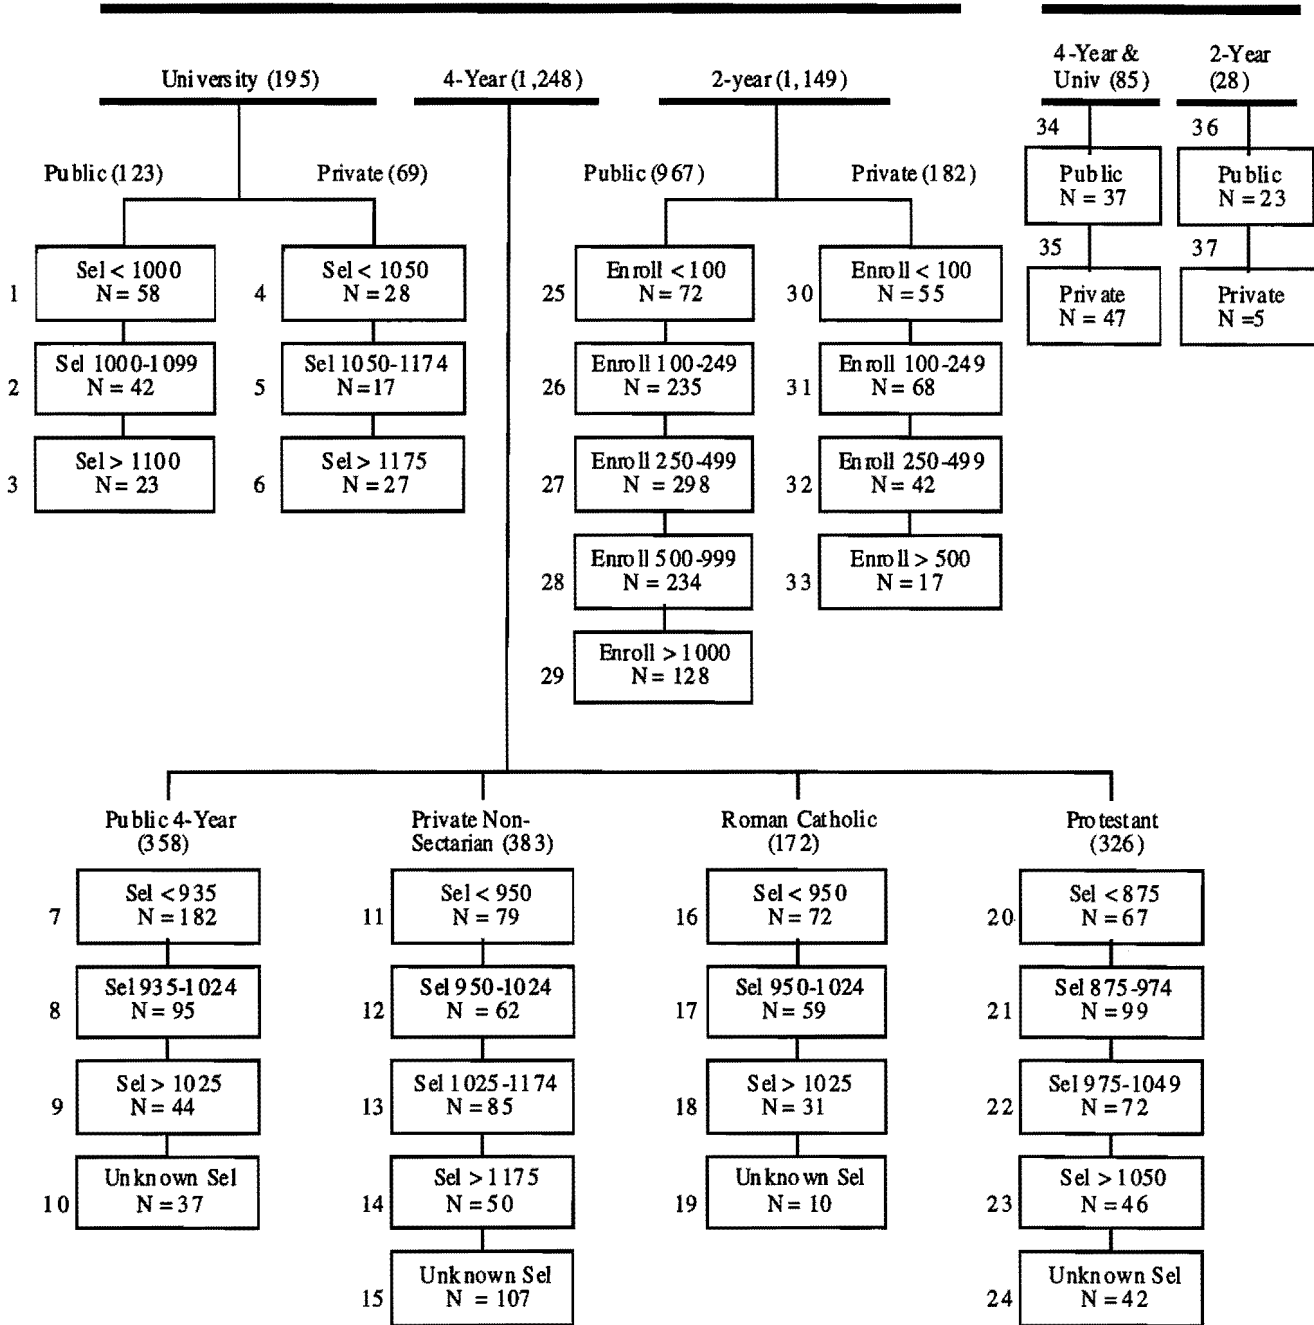 University (195)
4-Year (1,248)
2-year (1,149)
4-Year &
Univ (85)
2-Year
(28)
Public (123)
Private (69)
Public (967)
Private (182)
34
Public
N = 37
35
Private
N = 47
36
Public
N = 23
37
Private
N =5
1
Sel < 1000
N = 58
2
Sel 1000-1099
N = 42
3
Sel > 1100
N = 23
4
Sel < 1050
N = 28
5
Sel 1050-1174
N =17
6
Sel > 1175
N = 27
25
Enroll < 100
N = 72
26
Enroll 100-249
N = 235
27
Enroll 250-499
N = 298
28
Enroll 500-999
N = 234
29
Enroll > 1000
N = 128
30
Enroll < 100
N = 55
31
Enroll 100-249
N = 68
32
Enroll 250-499
N = 42
33
Enroll > 500
N = 17
Public 4-Year
(358)
7
Sel < 935
N = 182
8
Sel 935-1024
N = 95
9
Sel > 1025
N = 44
10
Unknown Sel
N = 37
Private Non-
Sectarian (383)
11
Sel < 950
N = 79
12
Sel 950-1024
N = 62
13
Sel 1025-1174
N = 85
14
Sel > 1175
N = 50
15
Unknown Sel
N = 107
Roman Catholic
(172)
16
Sel < 950
N = 72
17
Sel 950-1024
N = 59
18
Sel > 1025
N = 31
19
Unknown Sel
N = 10
Protestant
(326)
20
Sel < 875
N = 67
21
Sel 875-974
N = 99
22
Sel 975-1049
N = 72
23
Sel > 1050
N = 46
24
Unknown Sel
N = 42